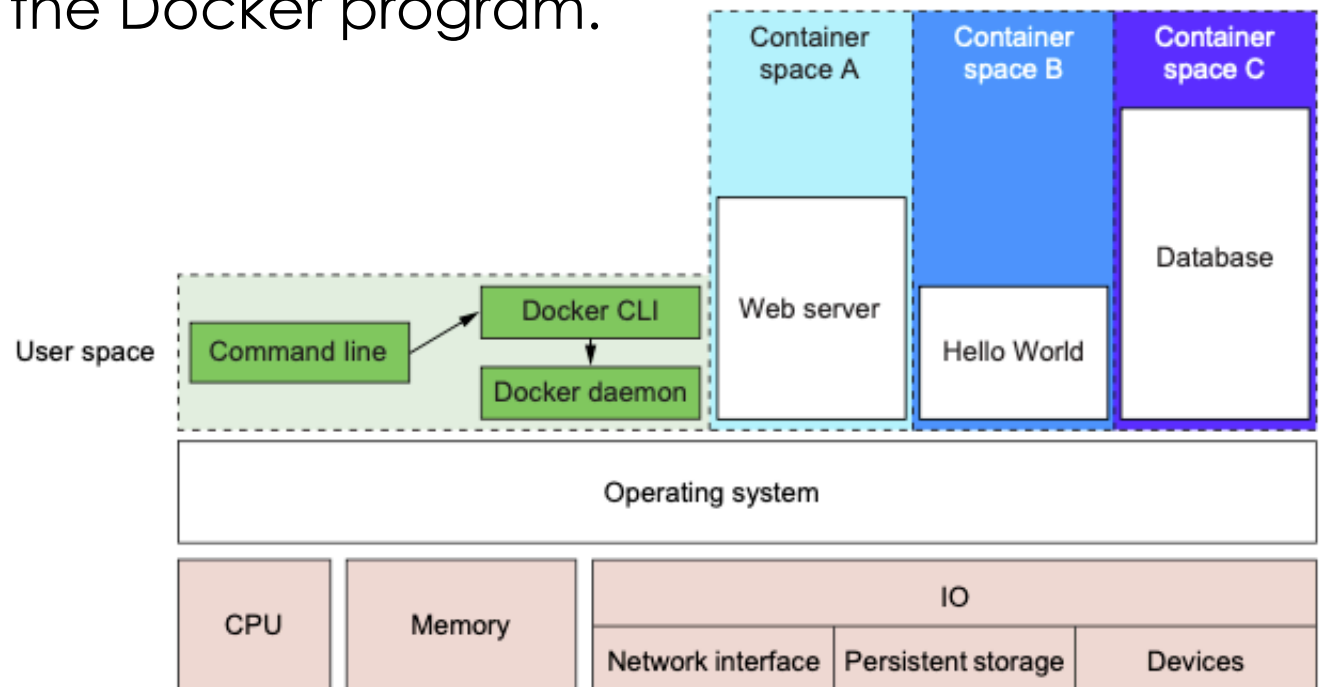 the Docker program.
Container
space A
Container
space B
Container
space C
Web server
Hello World
Database
User space
Command line
Docker CLI
Docker daemon
Operating system
CPU
Memory
IO
Network interface
Persistent storage
Devices